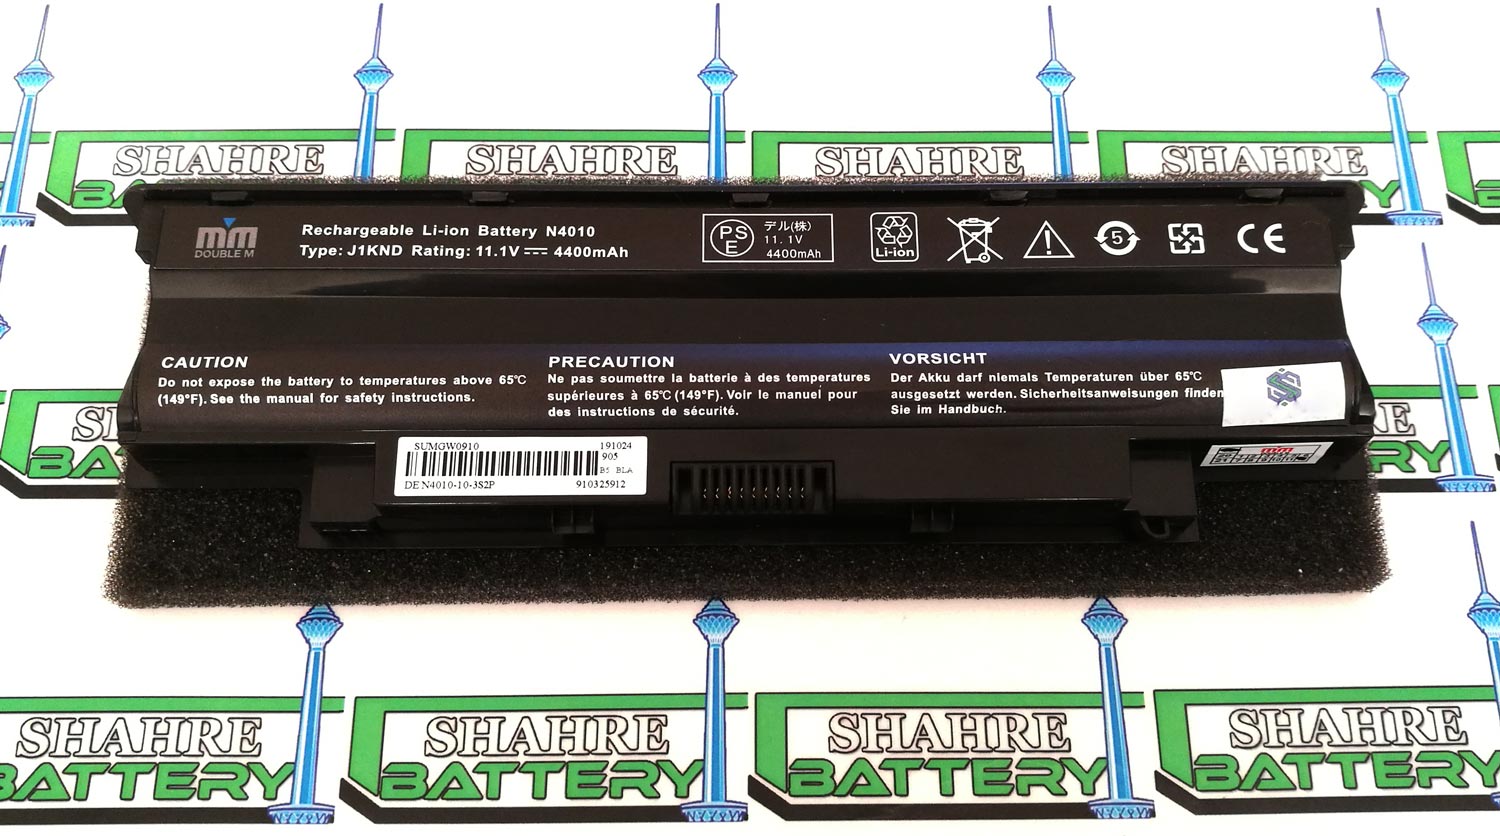 SHAHRE SHAHRE SHAHRE SHAHRE
BATTERY
MM
DOUBLE M
Rechargeable Li-ion Battery N4010
Type: J1KND Rating: 11.1V 4400mAh
PSE
デル(株)
11.1V
4400mAh
Li-ion
5
CE
CAUTION
Do not expose the battery to temperatures above 65℃
(149°F). See the manual for safety instructions.
PRECAUTION
Ne pas soumettre la batterie à des temperatures
supérieures à 65℃ (149°F). Voir le manuel pour
des instructions de sécurité.
VORSICHT
Der Akku darf niemals Temperaturen über 65℃
ausgesetzt werden. Sicherheitsanweisungen finden
Sie im Handbuch.
SUMGW0910 191024
905
B5 BLA
DE N4010-10-3S2P 910325912
SHAHRE SHAHRE SHAHRE SHAHRE
BATTERY BATTERY BATTERY BATTERY